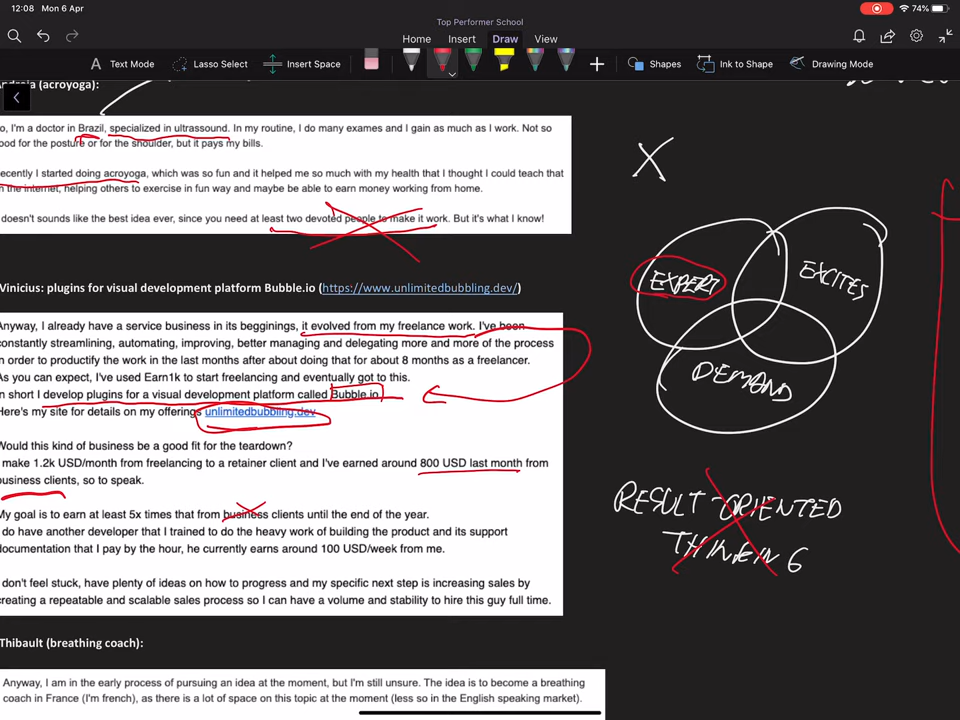 12:08 Mon 6 Apr
74%
Top Performer School
Home Insert Draw View
Text Mode Lasso Select Insert Space Shapes Ink to Shape Drawing Mode
(acroyoga):
o, I'm a doctor in Brazil, specialized in ultrassound. In my routine, I do many exames and I gain as much as I work. Not so
ood for the posture or for the shoulder, but it pays my bills.
ecently I started doing acroyoga, which was so fun and it helped me so much with my health that I thought I could teach that
n the internet, helping others to exercise in fun way and maybe be able to earn money working from home.
doesn't sounds like the best idea ever, since you need at least two devoted people to make it work. But it's what I know!
X
EXPERT
EXCITES
DEMAND
RESULT-ORIENTED
THINKING
Vinicius: plugins for visual development platform Bubble.io (https://www.unlimitedbubbling.dev/)
Anyway, I already have a service business in its begginings, it evolved from my freelance work. I've been
constantly streamlining, automating, improving, better managing and delegating more and more of the process
n order to productify the work in the last months after about doing that for about 8 months as a freelancer.
As you can expect, I've used Earn1k to start freelancing and eventually got to this.
n short I develop plugins for a visual development platform called Bubble.io.
Here's my site for details on my offerings unlimitedbubbling.dev
Would this kind of business be a good fit for the teardown?
make 1.2k USD/month from freelancing to a retainer client and I've earned around 800 USD last month from
business clients, so to speak.
My goal is to earn at least 5x times that from business clients until the end of the year.
do have another developer that I trained to do the heavy work of building the product and its support
documentation that I pay by the hour, he currently earns around 100 USD/week from me.
don't feel stuck, have plenty of ideas on how to progress and my specific next step is increasing sales by
creating a repeatable and scalable sales process so I can have a volume and stability to hire this guy full time.
Thibault (breathing coach):
Anyway, I am in the early process of pursuing an idea at the moment, but I'm still unsure. The idea is to become a breathing
coach in France (I'm french), as there is a lot of space on this topic at the moment (less so in the English speaking market).